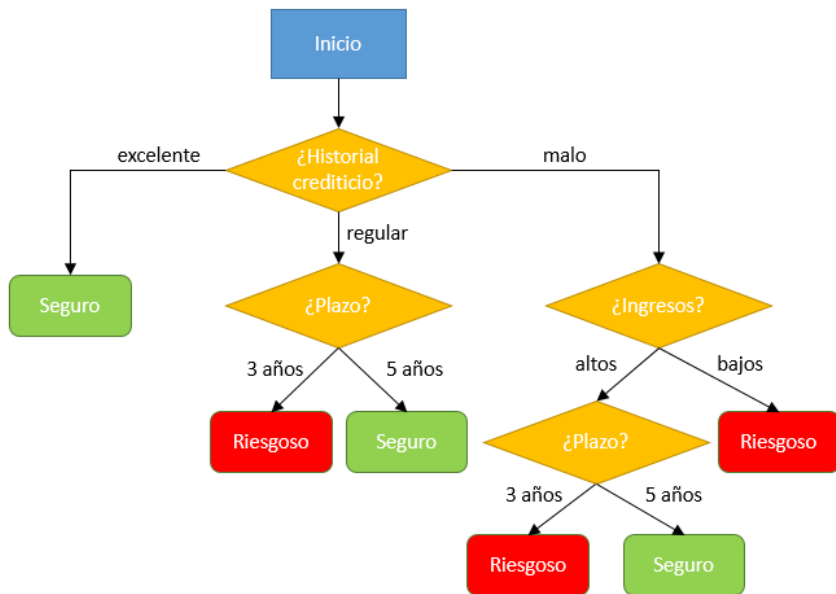 Inicio
excelente
¿Historial
crediticio?
malo
regular
Seguro
¿Plazo?
¿Ingresos?
3 años
5 años
altos
bajos
Riesgoso
Seguro
¿Plazo?
Riesgoso
3 años
5 años
Riesgoso
Seguro